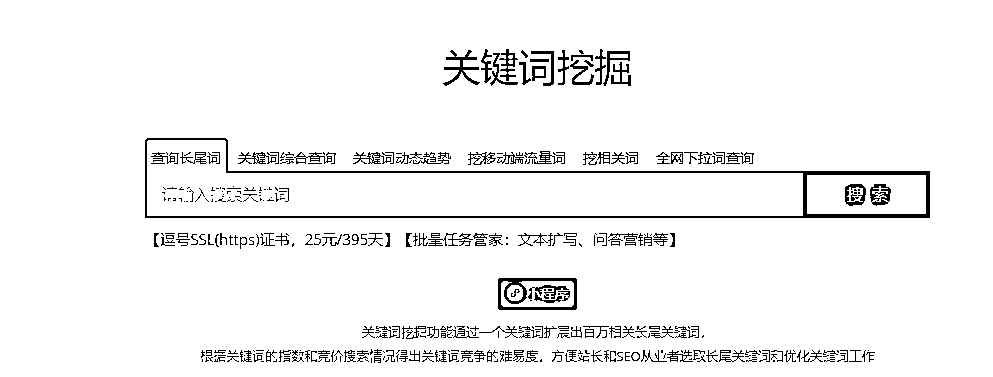 关键词挖掘
查询长尾词 关键词综合查询 关键词动态趋势 挖移动端流量词 挖相关词 全网下拉词查询
请输入搜索关键词 搜索
【逗号SSL(https)证书，25元/395天】【批量任务管家：文本扩写、问答营销等】
小程序
关键词挖掘功能通过一个关键词扩展出百万相关长尾关键词，
根据关键词的指数和竞价搜索情况得出关键词竞争的难易度，方便站长和SEO从业者选取长尾关键词和优化关键词工作